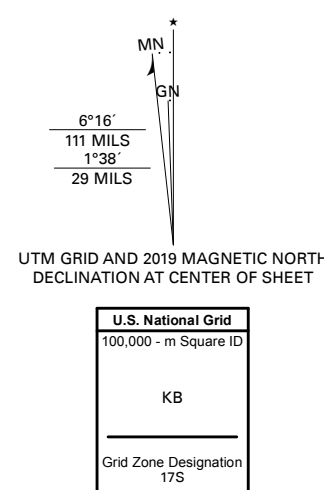 ★
MN
GN
6°16´
111 MILS
1°38´
29 MILS
UTM GRID AND 2019 MAGNETIC NORTH
DECLINATION AT CENTER OF SHEET
U.S. National Grid
100,000 - m Square ID
KB
Grid Zone Designation
17S